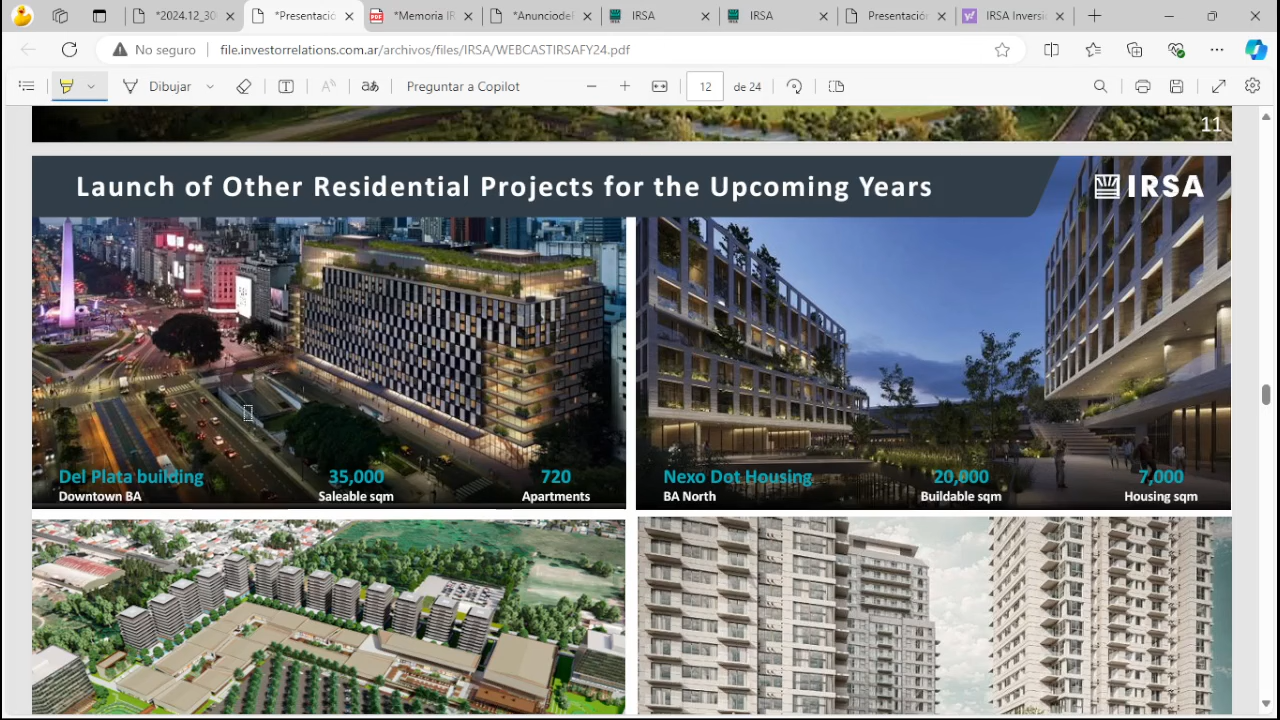 *2024.12_30
*Presentació
*Memoria IR
*Anunciodel
IRSA
IRSA
Presentación
IRSA Inversi
No seguro
file.investorrelations.com.ar/archivos/files/IRSA/WEBCASTIRSAFY24.pdf
Dibujar
Preguntar a Copilot
12
de 24
11
Launch of Other Residential Projects for the Upcoming Years
IRSA
Del Plata building
35,000
720
Downtown BA
Saleable sqm
Apartments
Nexo Dot Housing
20,000
7,000
BA North
Buildable sqm
Housing sqm